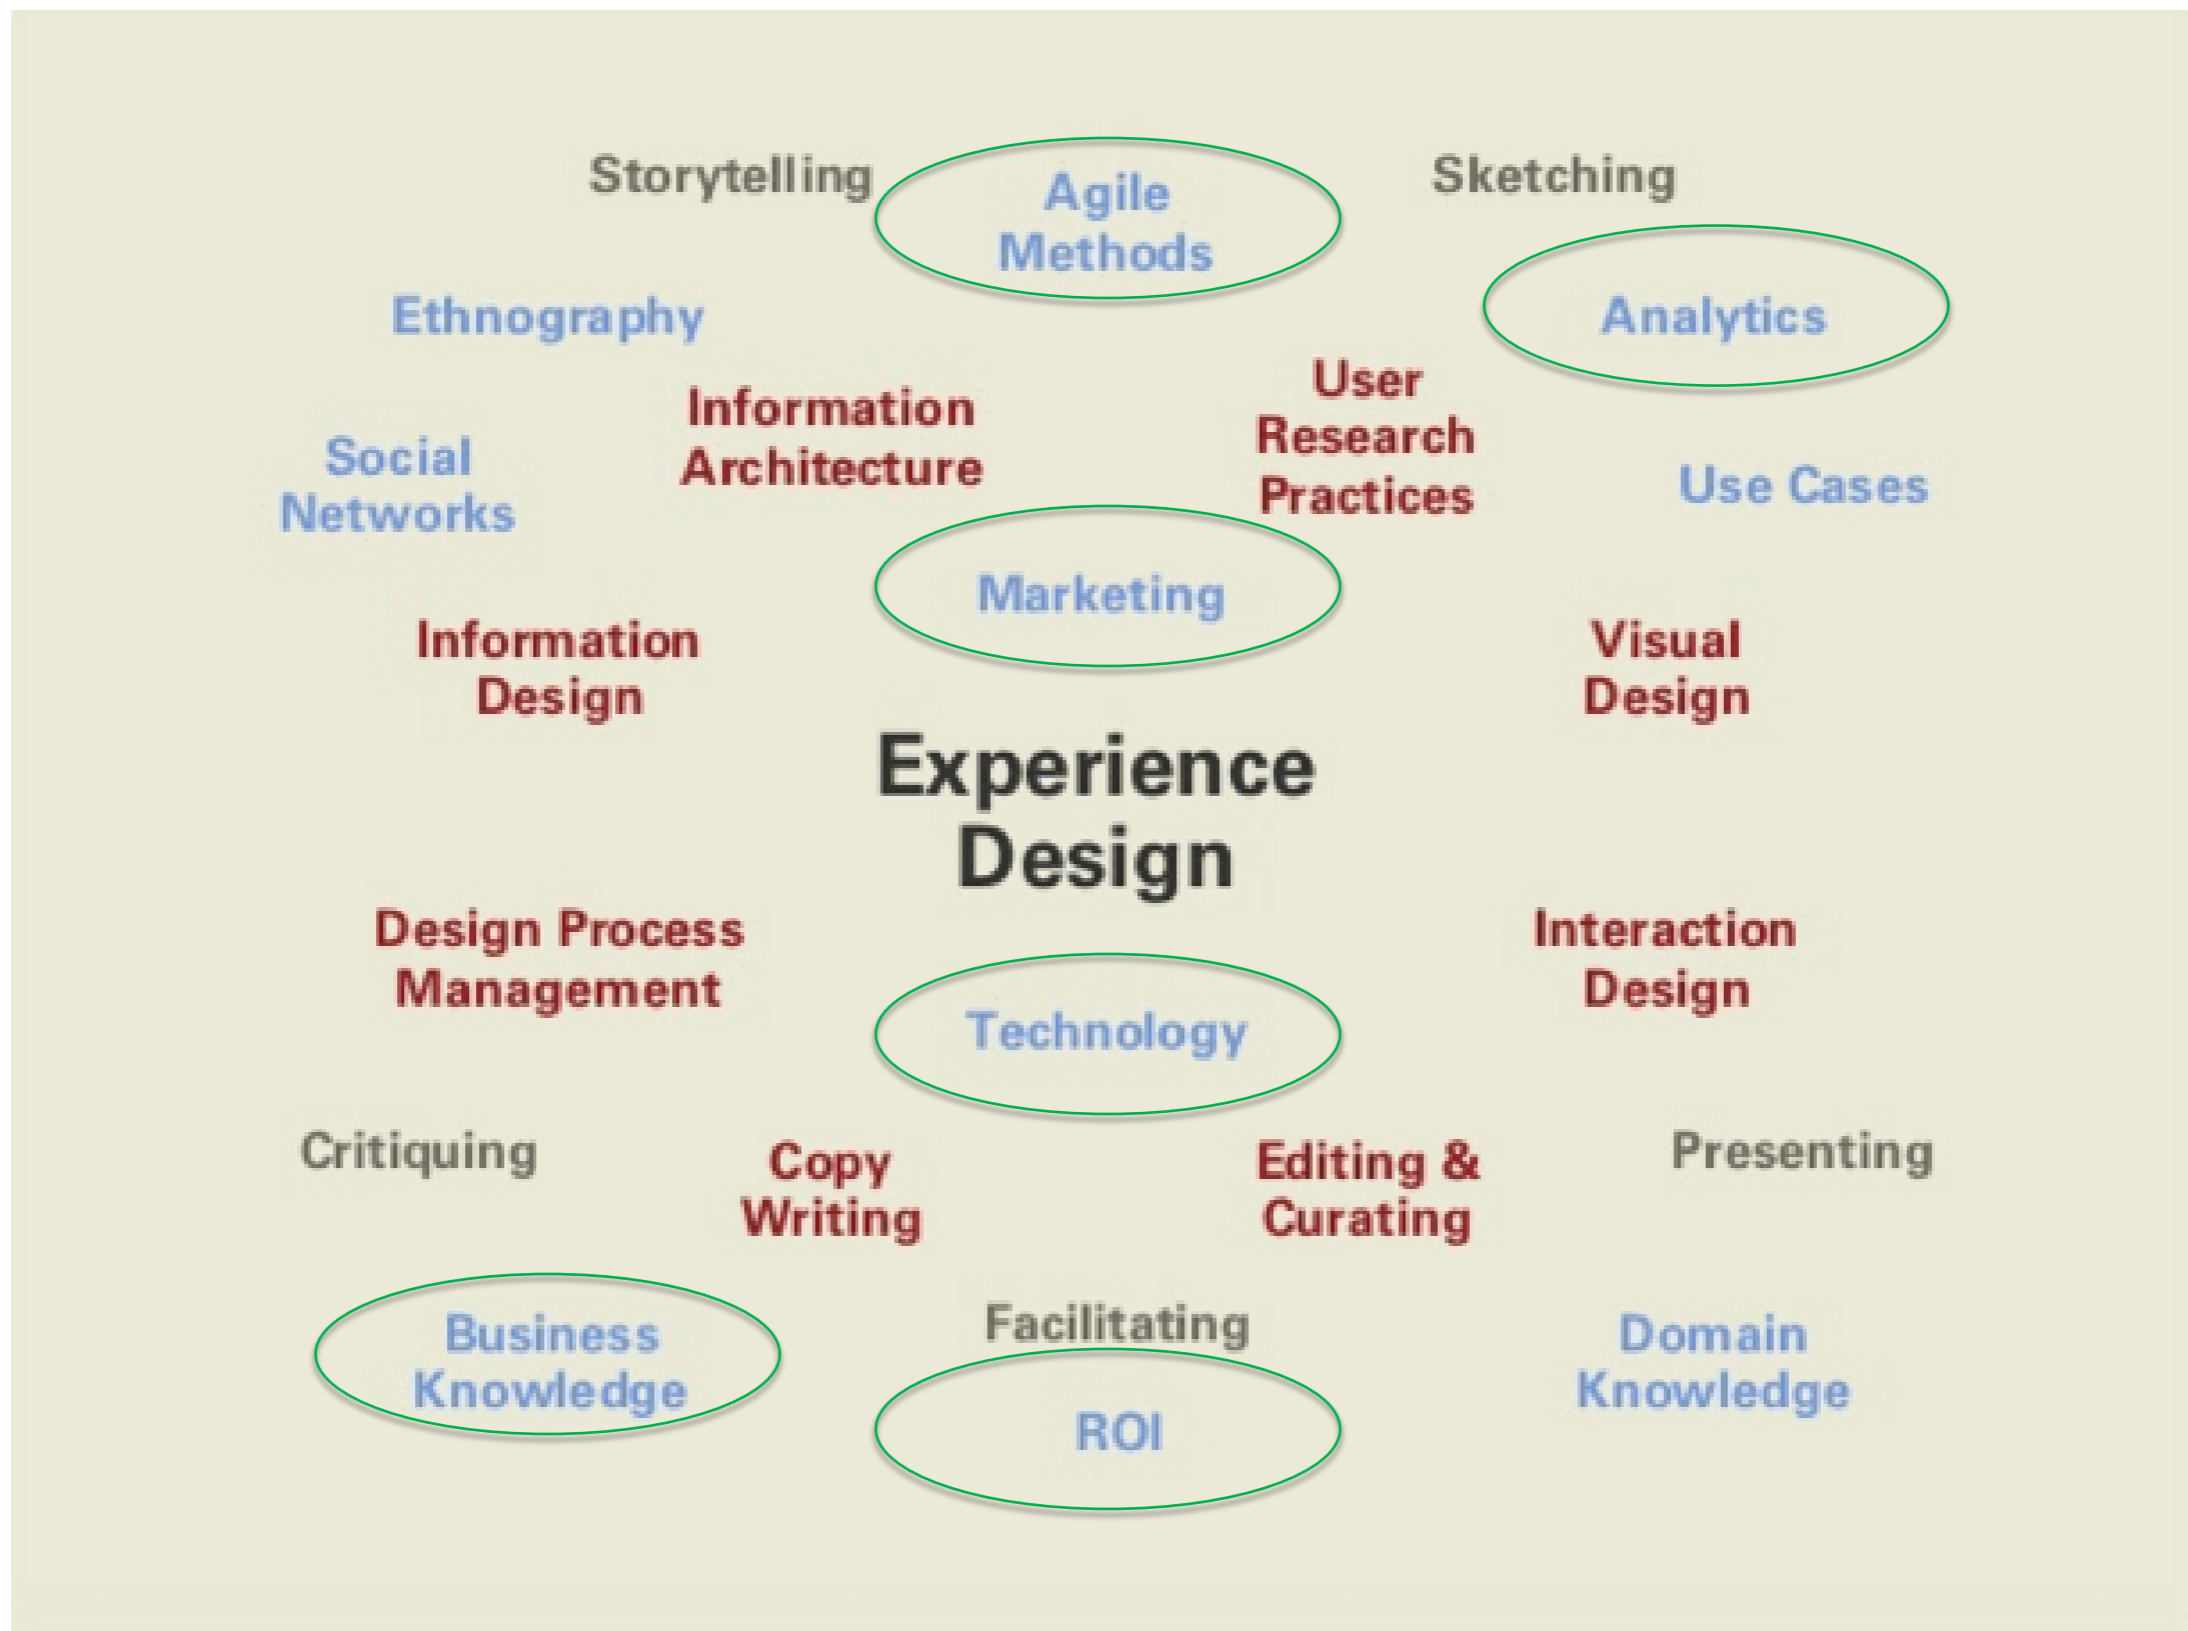 Storytelling
Agile
Methods
Sketching
Ethnography
Analytics
Information
Architecture
User
Research
Practices
Social
Networks
Use Cases
Marketing
Information
Design
Visual
Design
Experience
Design
Design Process
Management
Interaction
Design
Technology
Critiquing
Copy
Writing
Editing &
Curating
Presenting
Business
Knowledge
Facilitating
ROI
Domain
Knowledge